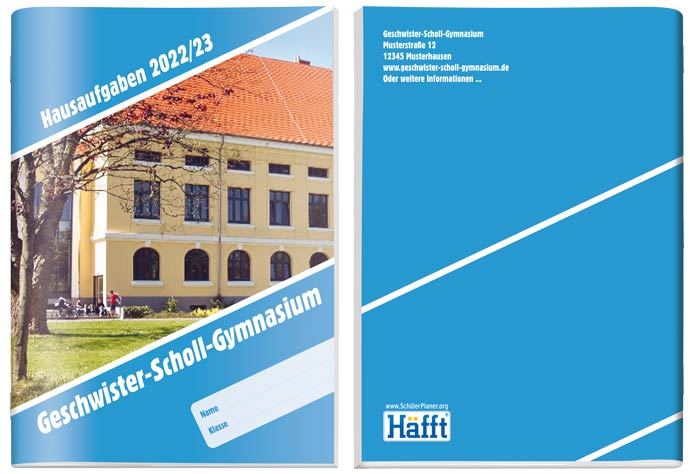 Hausaufgaben 2022/23
Geschwister-Scholl-Gymnasium
Name
Klasse
Geschwister-Scholl-Gymnasium
Musterstraße 12
12345 Musterhausen
www.geschwister-scholl-gymnasium.de
Oder weitere Informationen ...
www.SchülerPlaner.org
Häfft